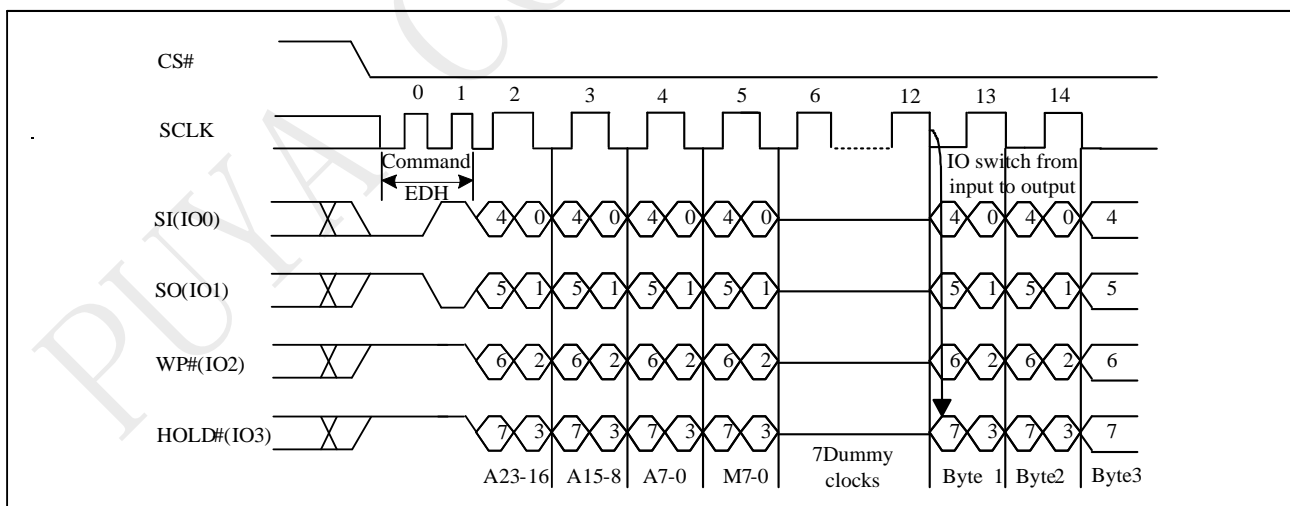 PUYA CO
CS#
0 1 2 3 4 5 6 12 13 14
SCLK
Command
EDH
IO switch from
input to output
SI(IO0) 4 0 4 0 4 0 4 0 4 0 4 0 4
SO(IO1) 5 1 5 1 5 1 5 1 5 1 5 1 5
WP#(IO2) 6 2 6 2 6 2 6 2 6 2 6 2 6
HOLD#(IO3) 7 3 7 3 7 3 7 3 7 3 7 3 7
A23-16 A15-8 A7-0 M7-0 7Dummy
clocks Byte 1 Byte2 Byte3